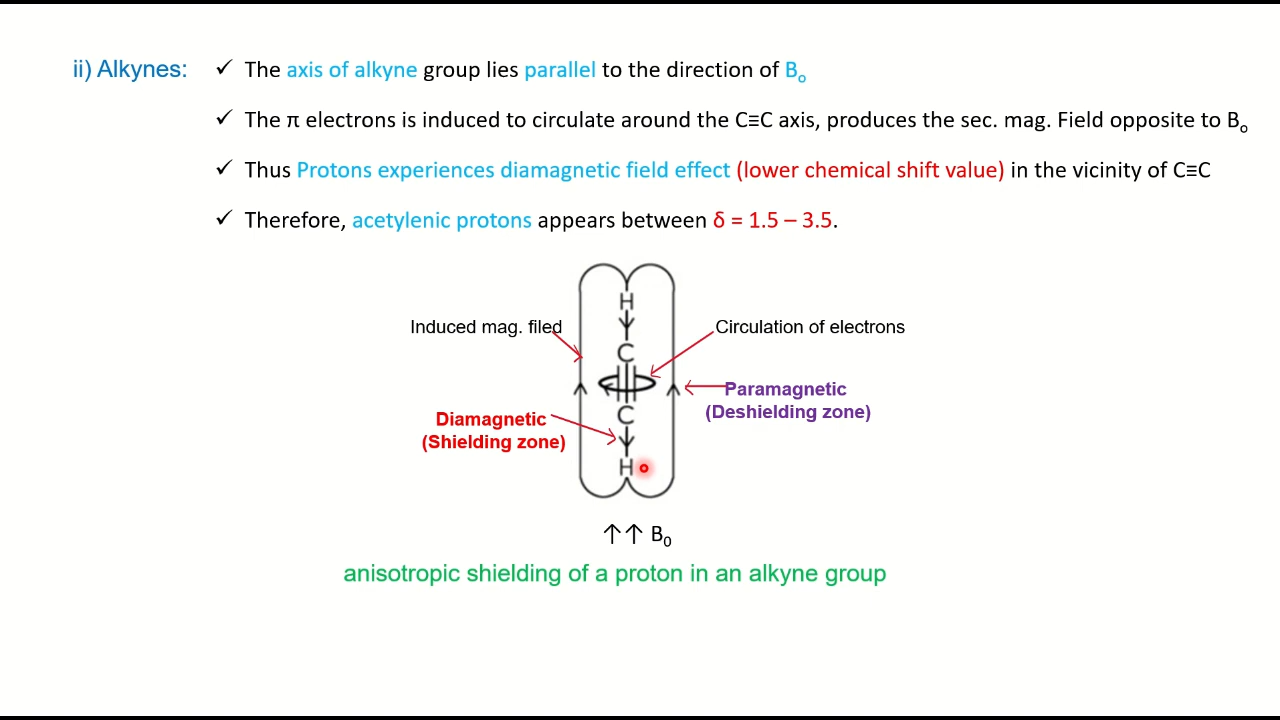 ii) Alkynes: ✓ The axis of alkyne group lies parallel to the direction of Bₒ
✓ The π electrons is induced to circulate around the C≡C axis, produces the sec. mag. Field opposite to Bₒ
✓ Thus Protons experiences diamagnetic field effect (lower chemical shift value) in the vicinity of C≡C
✓ Therefore, acetylenic protons appears between δ = 1.5 – 3.5.
H
Induced mag. filed
Circulation of electrons
C
Paramagnetic
(Deshielding zone)
C
Diamagnetic
(Shielding zone)
H
↑↑ B₀
anisotropic shielding of a proton in an alkyne group